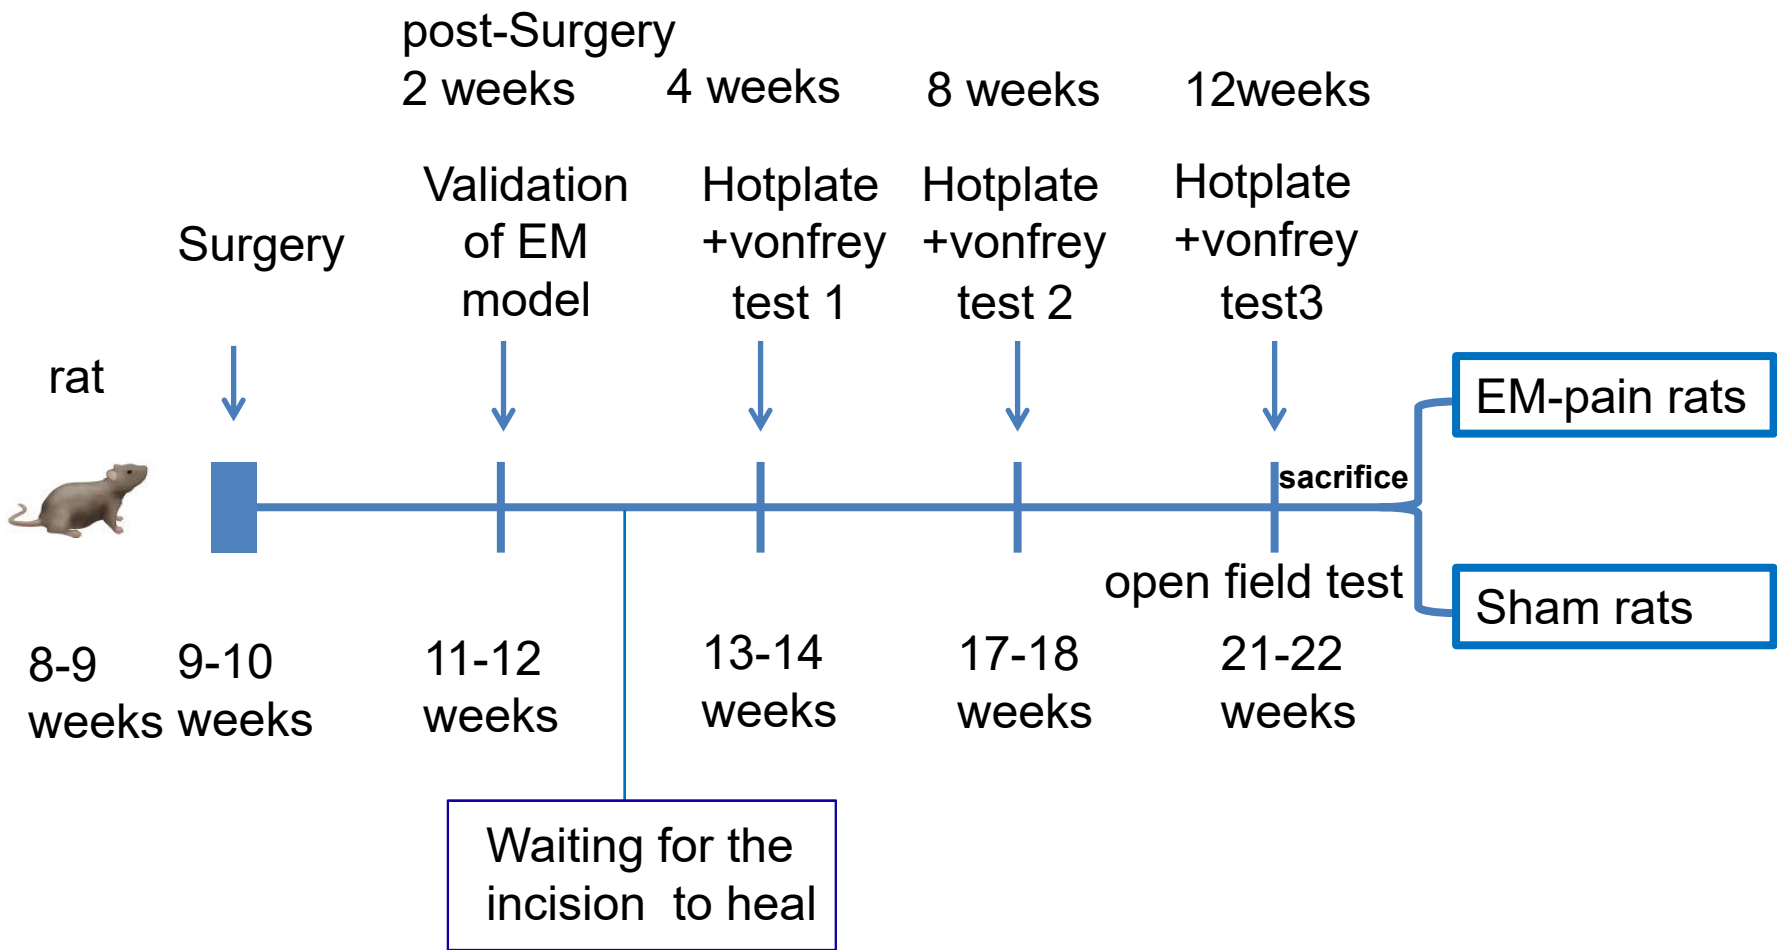 post-Surgery
2 weeks
4 weeks
8 weeks
12weeks
Surgery
Validation
of EM
model
Hotplate
+vonfrey
test 1
Hotplate
+vonfrey
test 2
Hotplate
+vonfrey
test3
rat
sacrifice
EM-pain rats
Sham rats
open field test
8-9
weeks
9-10
weeks
11-12
weeks
13-14
weeks
17-18
weeks
21-22
weeks
Waiting for the
incision to heal